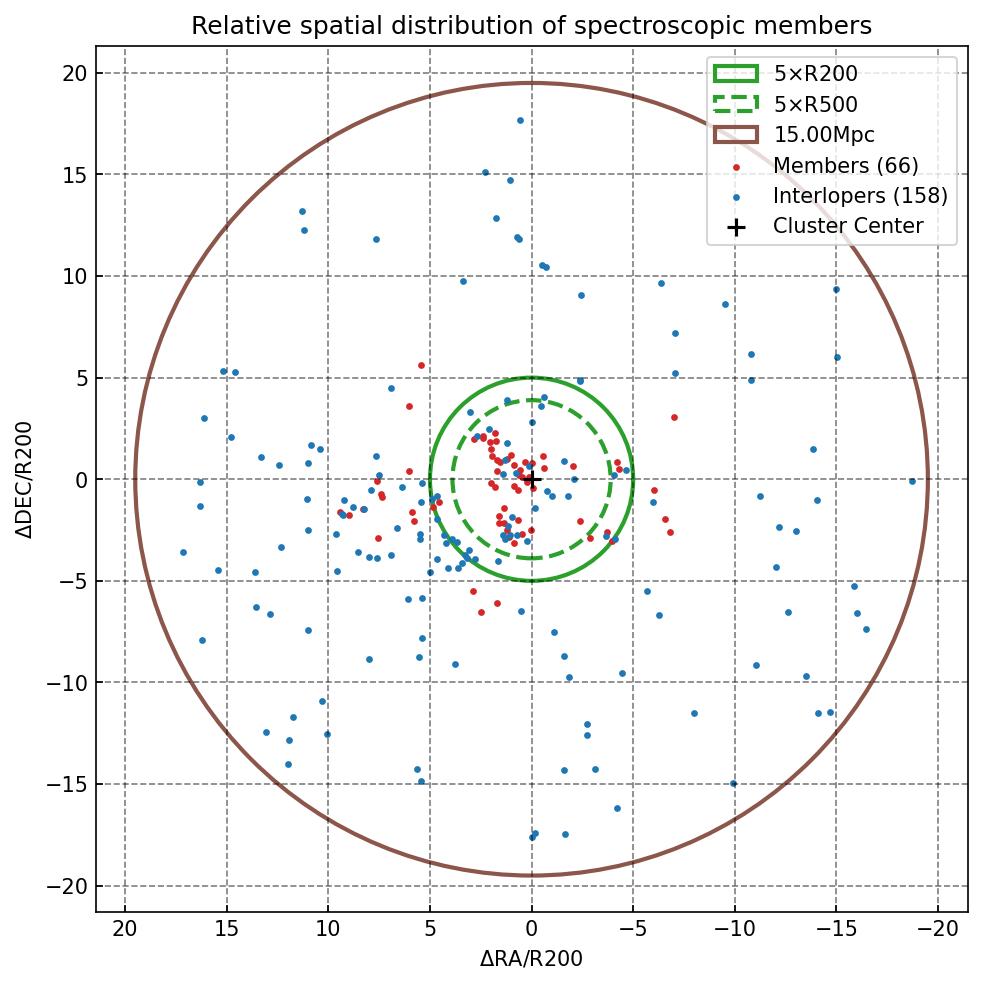 Relative spatial distribution of spectroscopic members
5×R200
5×R500
15.00Mpc
Members (66)
Interlopers (158)
Cluster Center
20
15
10
5
0
−5
−10
−15
−20
ΔDEC/R200
20
15
10
5
0
−5
−10
−15
−20
ΔRA/R200